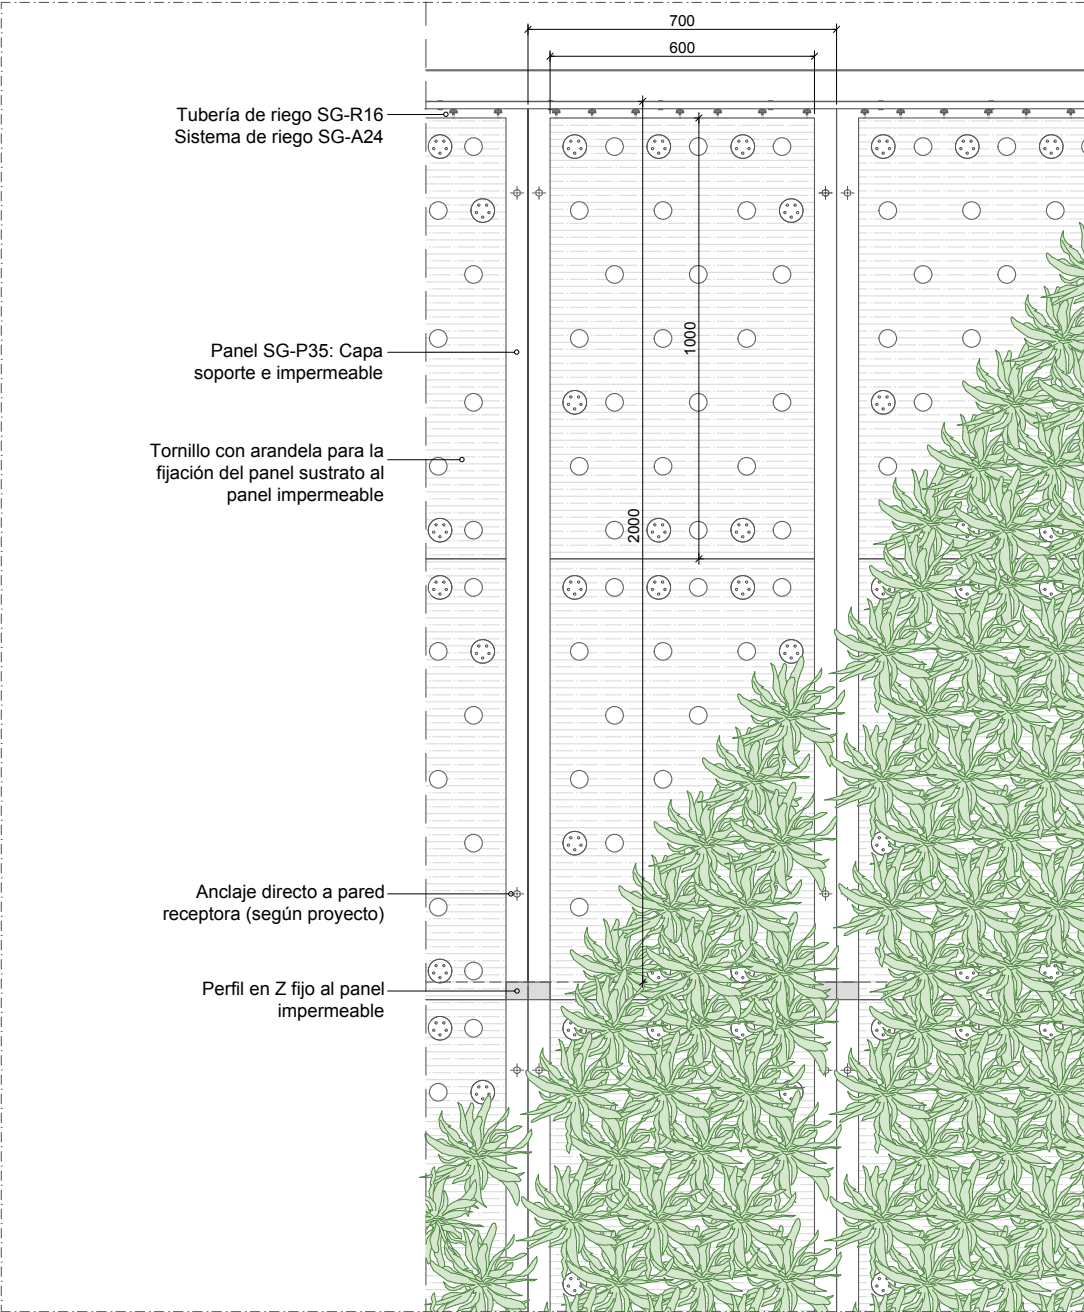 700
600
Tubería de riego SG-R16
Sistema de riego SG-A24
1000
Panel SG-P35: Capa
soporte e impermeable
Tornillo con arandela para la
fijación del panel sustrato al
panel impermeable
2000
Anclaje directo a pared
receptora (según proyecto)
Perfil en Z fijo al panel
impermeable